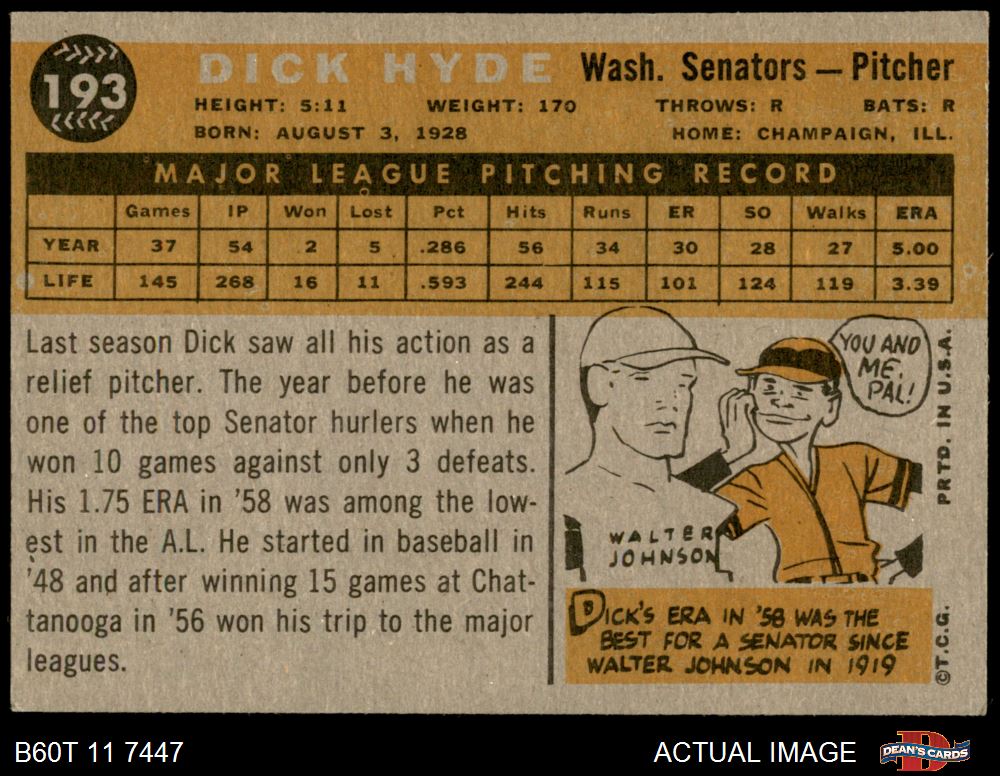 193
DICK HYDE Wash. Senators — Pitcher
HEIGHT: 5:11 WEIGHT: 170 THROWS: R BATS: R
BORN: AUGUST 3, 1928 HOME: CHAMPAIGN, ILL.
MAJOR LEAGUE PITCHING RECORD
Games IP Won Lost Pct Hits Runs ER SO Walks ERA
YEAR 37 54 2 5 .286 56 34 30 28 27 5.00
LIFE 145 268 16 11 .593 244 115 101 124 119 3.39
Last season Dick saw all his action as a
relief pitcher. The year before he was
one of the top Senator hurlers when he
won 10 games against only 3 defeats.
His 1.75 ERA in '58 was among the low-
est in the A.L. He started in baseball in
'48 and after winning 15 games at Chat-
tanooga in '56 won his trip to the major
leagues.
YOU AND
ME,
PAL!
WALTER
JOHNSON
DICK'S ERA IN '58 WAS THE
BEST FOR A SENATOR SINCE
WALTER JOHNSON IN 1919
PRTD. IN U.S.A.
©T.C.G.
B60T 11 7447
ACTUAL IMAGE
DEAN'S CARDS